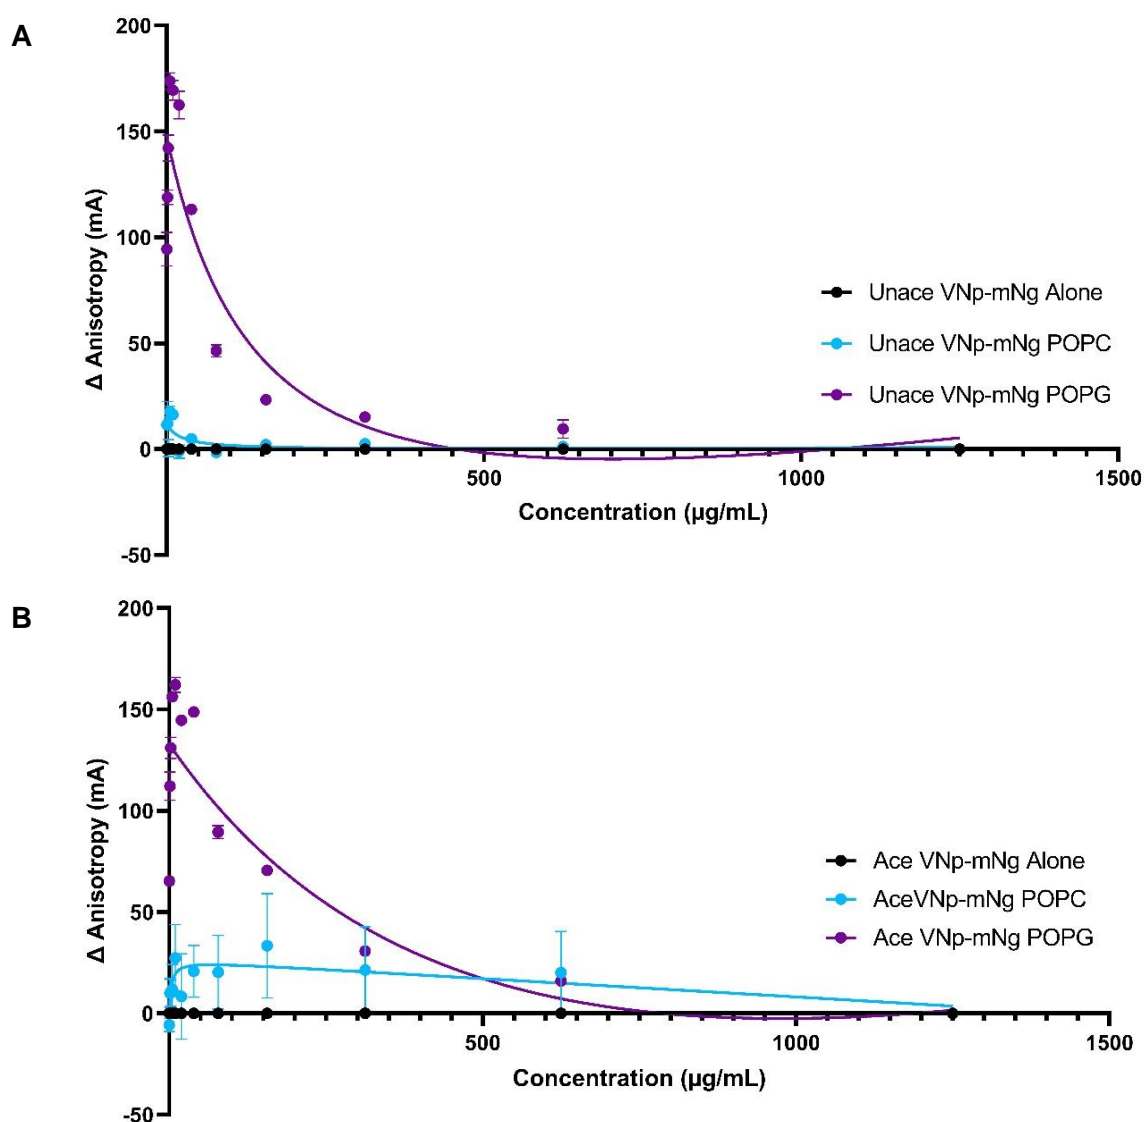 A
200
150
100
50
0
-50
Δ Anisotropy (mA)
500
1000
1500
Concentration (µg/mL)
Unace VNp-mNg Alone
Unace VNp-mNg POPC
Unace VNp-mNg POPG
B
200
150
100
50
0
-50
Δ Anisotropy (mA)
500
1000
1500
Concentration (µg/mL)
Ace VNp-mNg Alone
AceVNp-mNg POPC
Ace VNp-mNg POPG